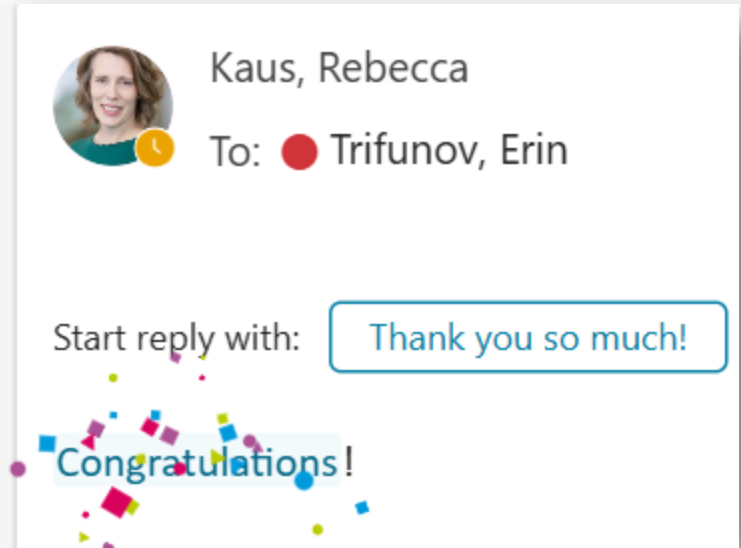 Kaus, Rebecca
To: Trifunov, Erin
Start reply with: Thank you so much!
Congratulations!